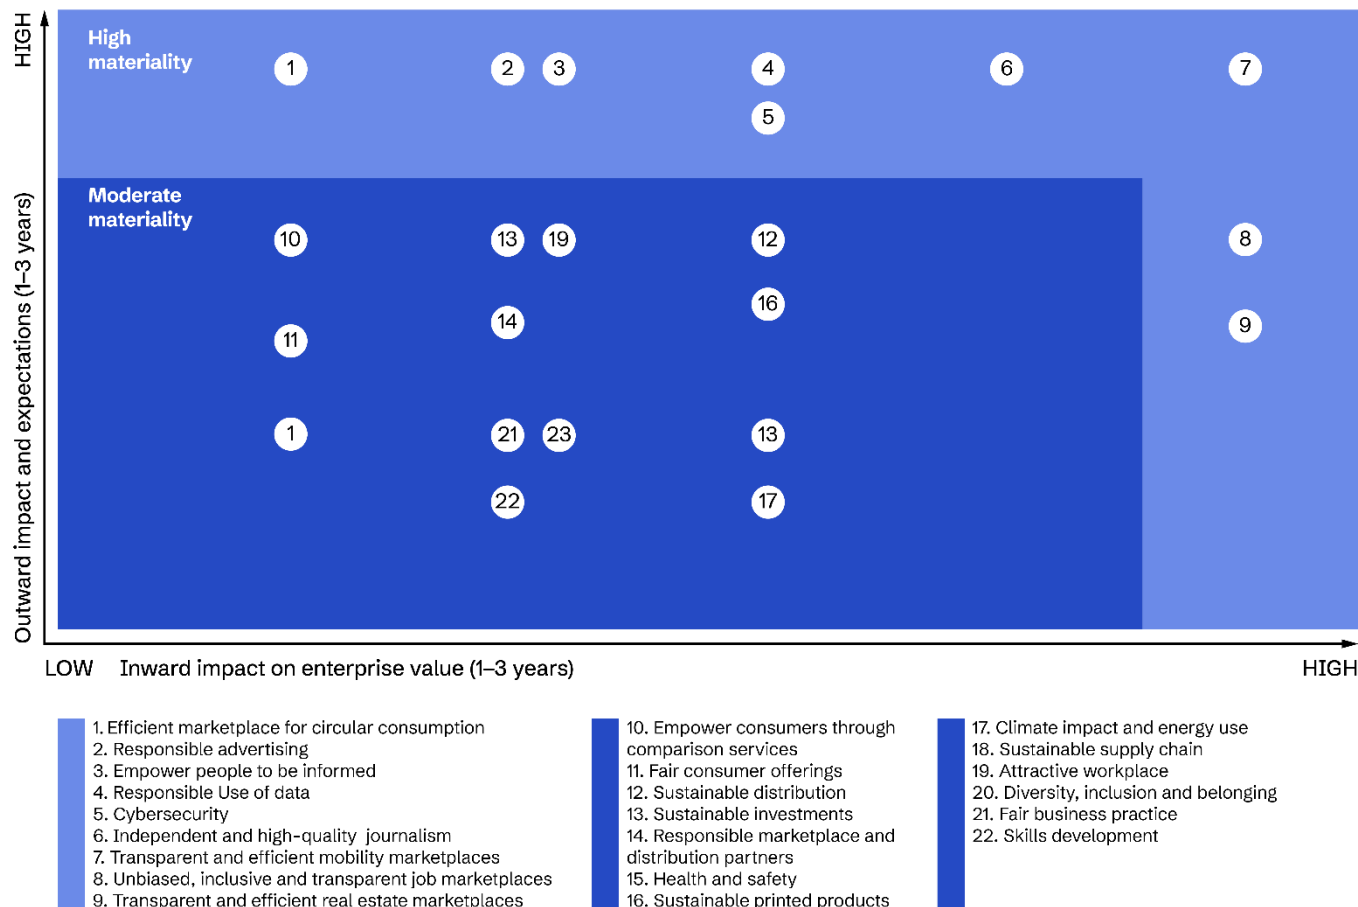 HIGH
Outward impact and expectations (1–3 years)
High
materiality
1
2
3
4
6
7
5
Moderate
materiality
10
13
19
12
8
16
14
9
11
1
21
23
13
22
17
LOW
Inward impact on enterprise value (1–3 years)
HIGH
1. Efficient marketplace for circular consumption
2. Responsible advertising
3. Empower people to be informed
4. Responsible Use of data
5. Cybersecurity
6. Independent and high-quality journalism
7. Transparent and efficient mobility marketplaces
8. Unbiased, inclusive and transparent job marketplaces
9. Transparent and efficient real estate marketplaces
10. Empower consumers through
comparison services
11. Fair consumer offerings
12. Sustainable distribution
13. Sustainable investments
14. Responsible marketplace and
distribution partners
15. Health and safety
16. Sustainable printed products
17. Climate impact and energy use
18. Sustainable supply chain
19. Attractive workplace
20. Diversity, inclusion and belonging
21. Fair business practice
22. Skills development